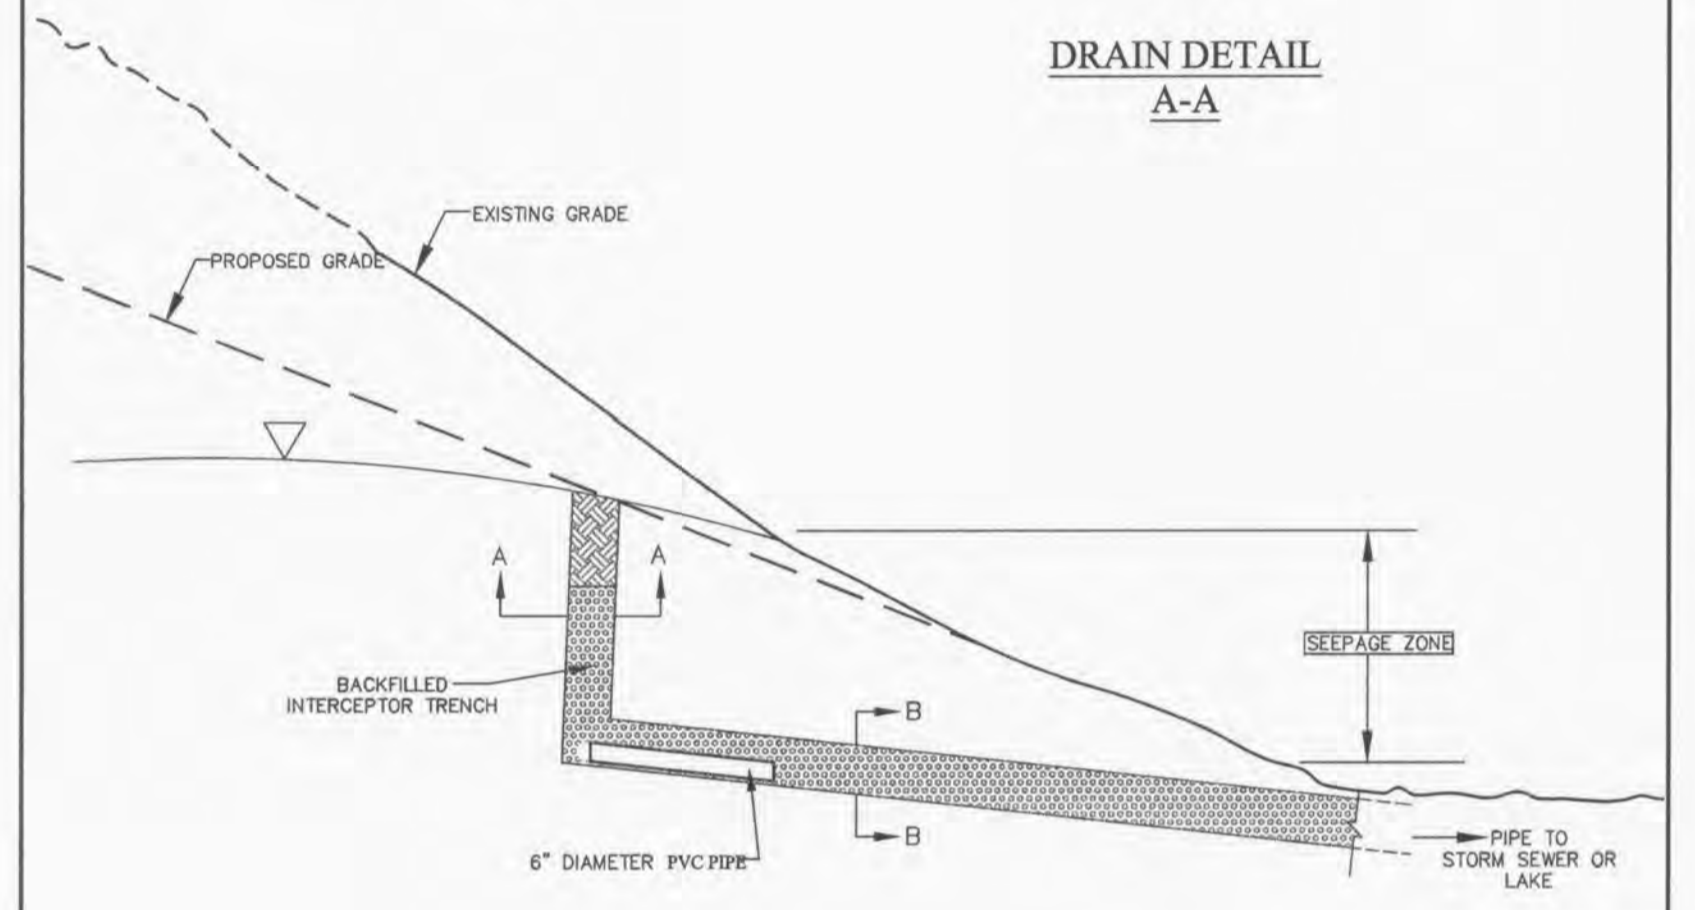 DRAIN DETAIL
A-A
EXISTING GRADE
PROPOSED GRADE
A
A
SEEPAGE ZONE
BACKFILLED
INTERCEPTOR TRENCH
B
B
6" DIAMETER PVC PIPE
PIPE TO
STORM SEWER OR
LAKE